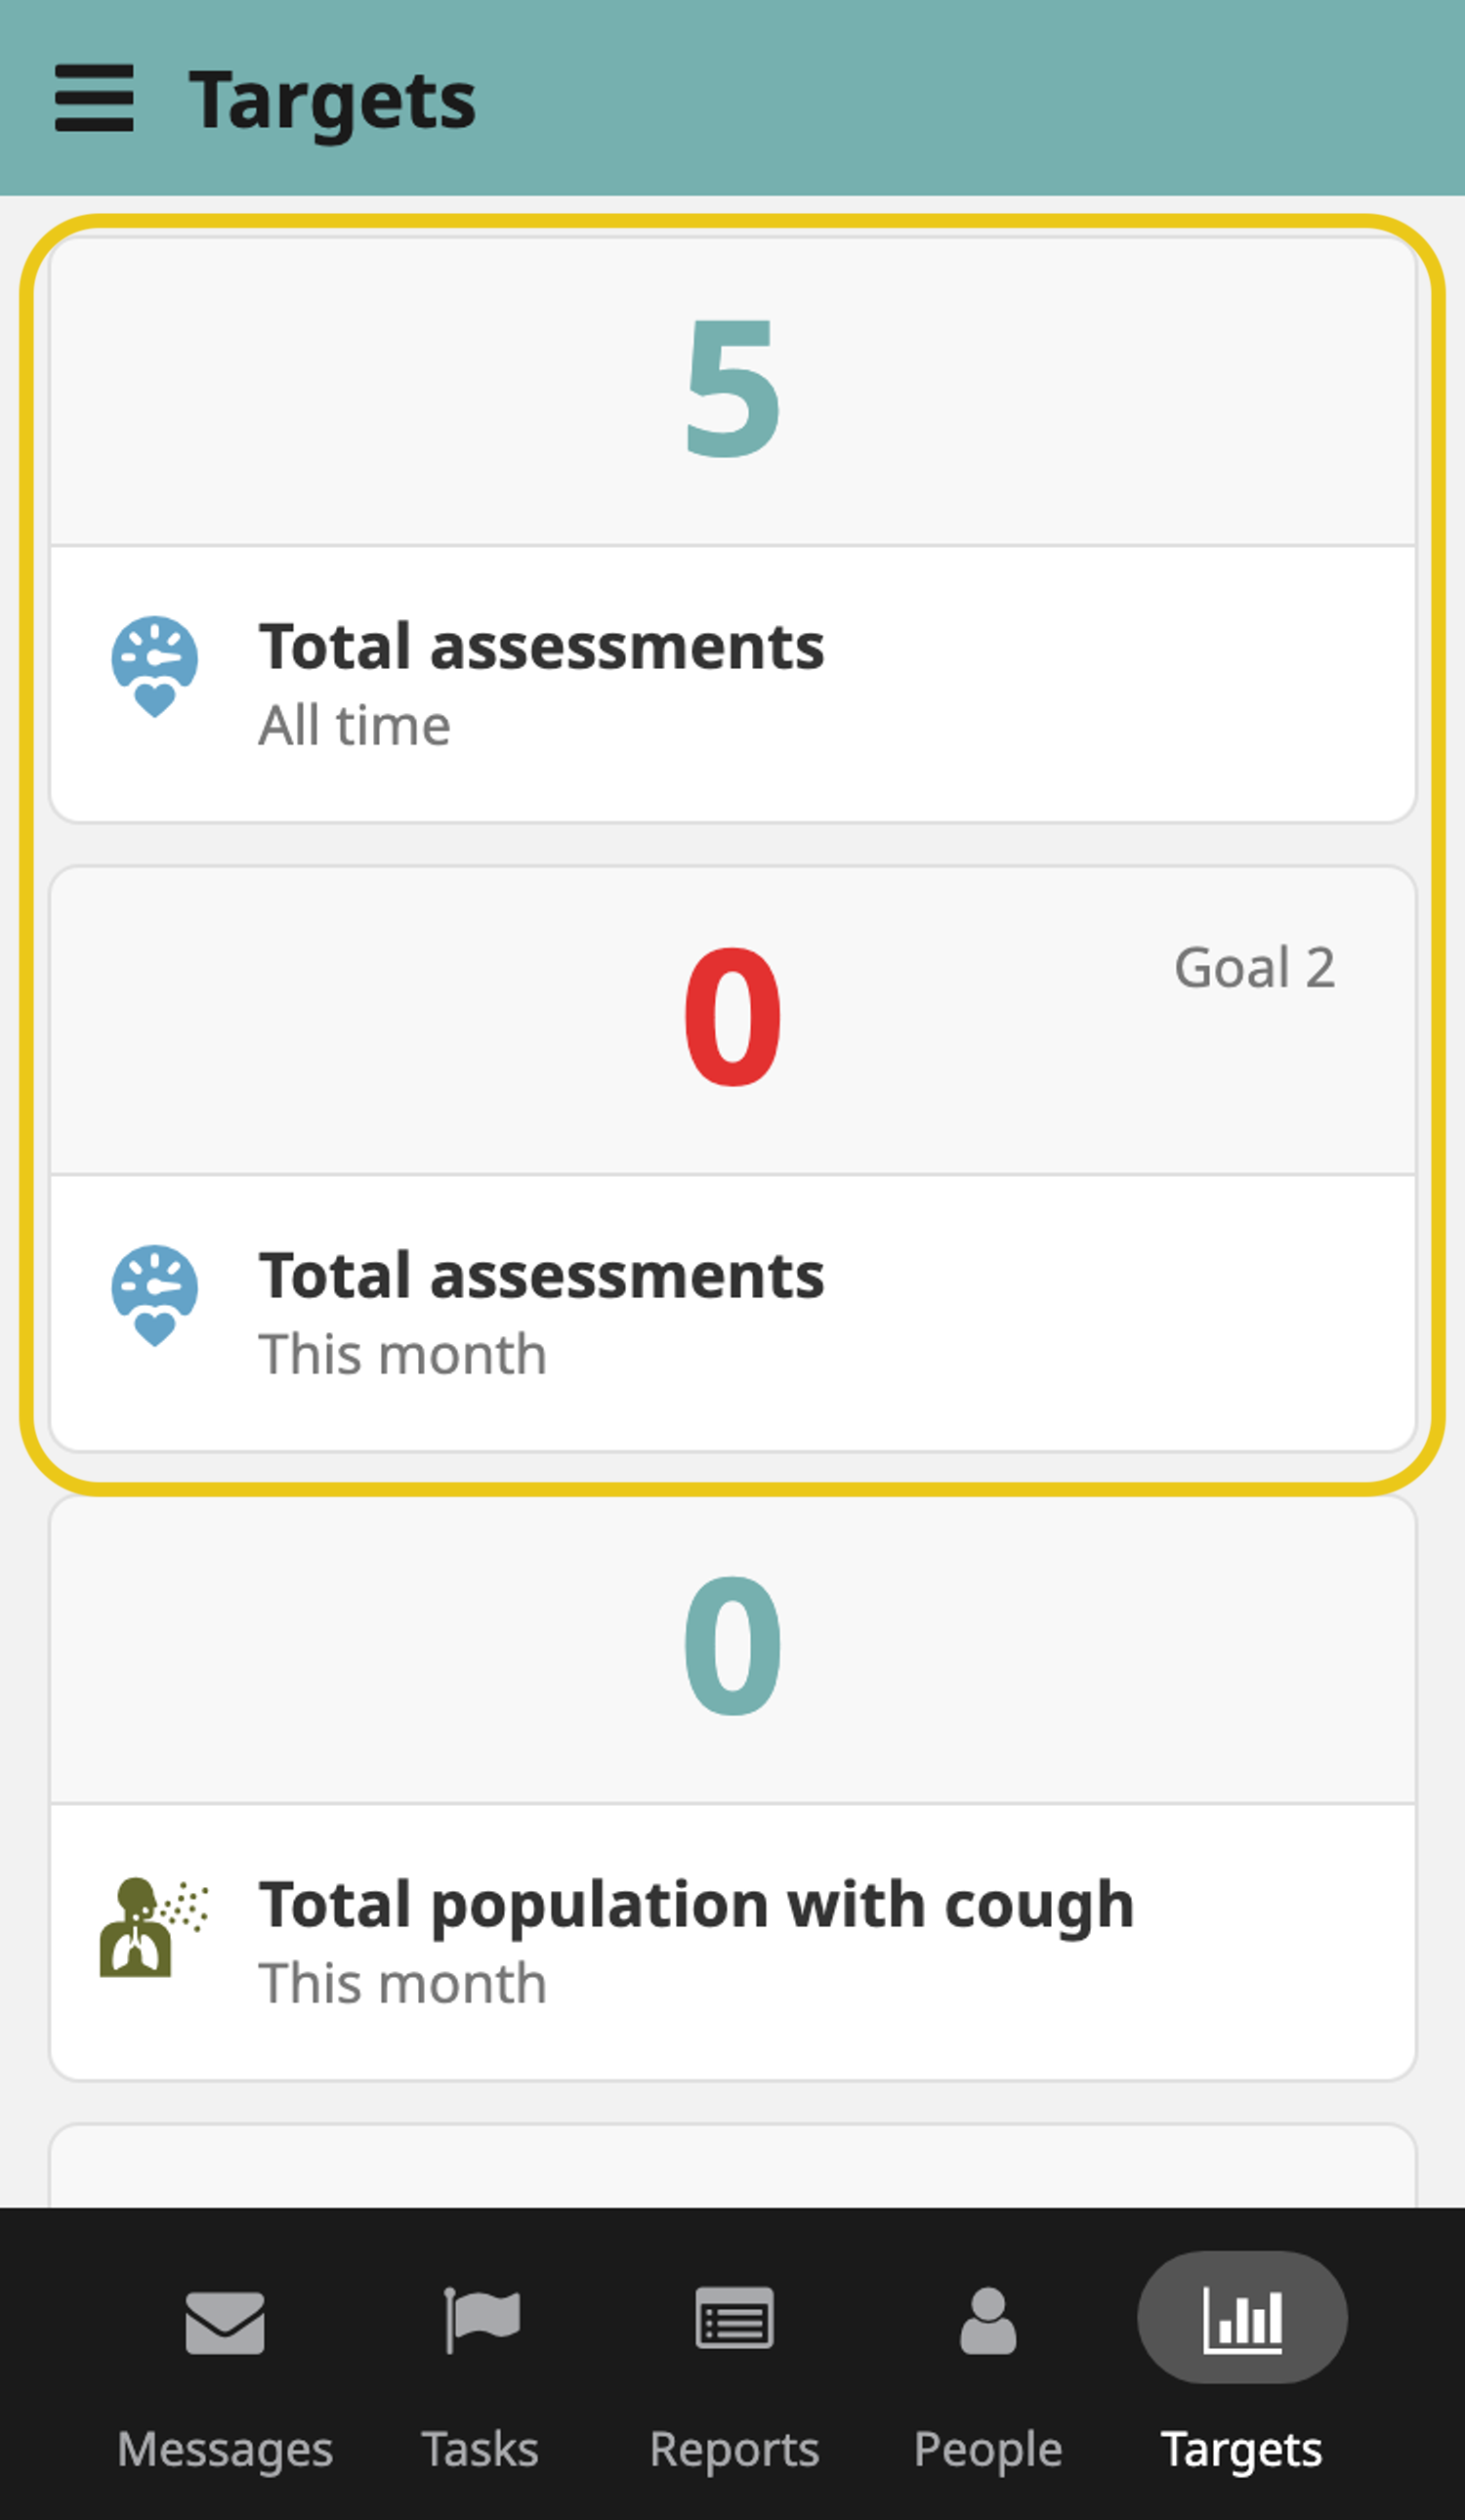 Targets
5
Total assessments
All time
0
Goal 2
Total assessments
This month
0
Total population with cough
This month
Messages
Tasks
Reports
People
Targets